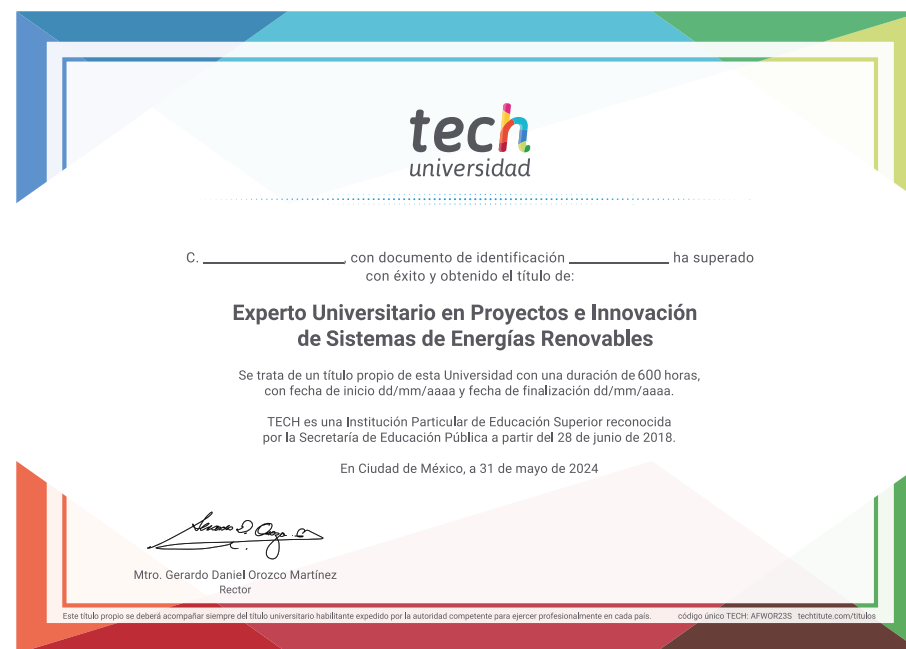 tech
universidad
C. ____________, con documento de identificación ____________ ha superado
con éxito y obtenido el título de:
Experto Universitario en Proyectos e Innovación
de Sistemas de Energías Renovables
Se trata de un título propio de esta Universidad con una duración de 600 horas,
con fecha de inicio dd/mm/aaaa y fecha de finalización dd/mm/aaaa.
TECH es una Institución Particular de Educación Superior reconocida
por la Secretaría de Educación Pública a partir del 28 de junio de 2018.
En Ciudad de México, a 31 de mayo de 2024
Mtro. Gerardo Daniel Orozco Martínez
Rector
Este título propio se deberá acompañar siempre del título universitario habilitante expedido por la autoridad competente para ejercer profesionalmente en cada país. código único TECH: AFWOR23S techtitute.com/titulos